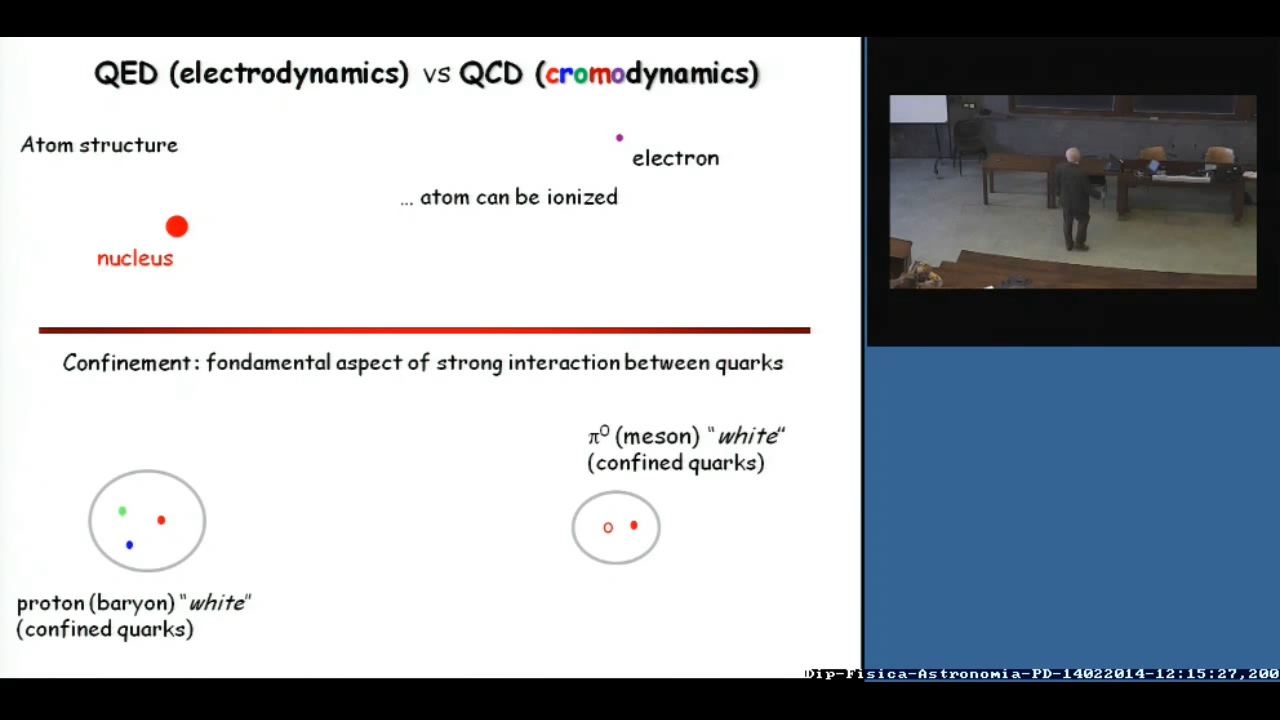 QED (electrodynamics) vs QCD (cromodynamics)
Atom structure
electron
... atom can be ionized
nucleus
Confinement : fondamental aspect of strong interaction between quarks
π⁰ (meson) "white"
(confined quarks)
proton (baryon) "white"
(confined quarks)
Dip-Fisica-Astronomia-PD-14022014-12:15:27,200